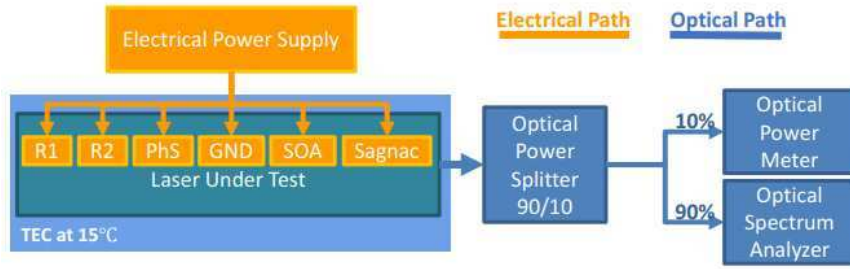 Electrical Path
Optical Path
Electrical Power Supply
R1
R2
PhS
GND
SOA
Sagnac
Laser Under Test
TEC at 15℃
Optical
Power
Splitter
90/10
10%
90%
Optical
Power
Meter
Optical
Spectrum
Analyzer